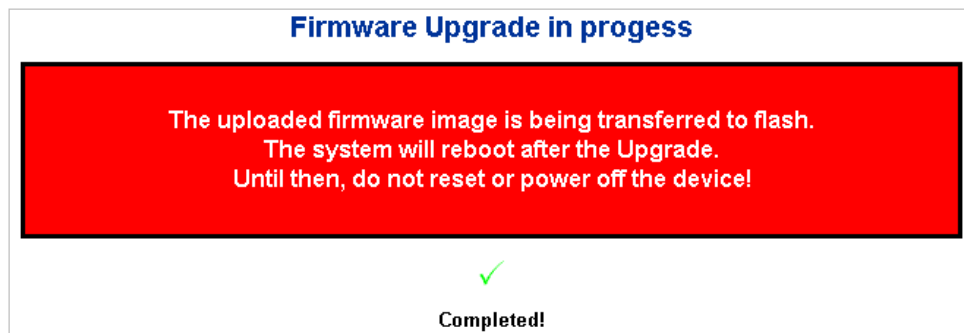 Firmware Upgrade in progess
The uploaded firmware image is being transferred to flash.
The system will reboot after the Upgrade.
Until then, do not reset or power off the device!
Completed!